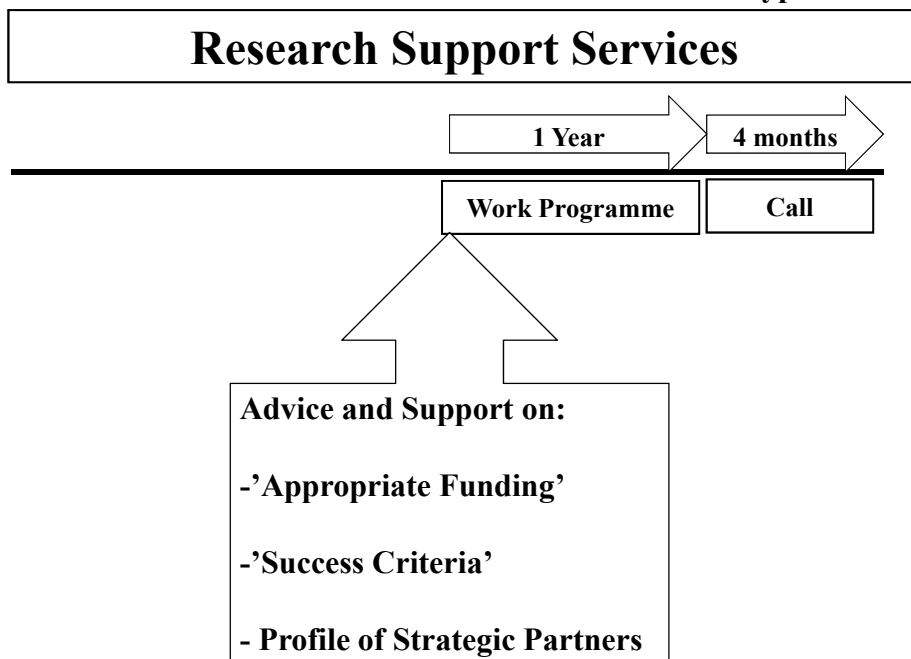 Research Support Services
1 Year
4 months
Work Programme
Call
Advice and Support on:
-’Appropriate Funding’
-’Success Criteria’
- Profile of Strategic Partners